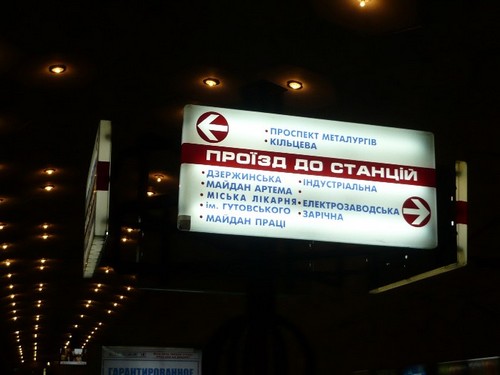 • ПРОСПЕКТ МЕТАЛУРГІВ
• КІЛЬЦЕВА
ПРОЇЗД ДО СТАНЦІЙ
• ДЗЕРЖИНСЬКА
• МАЙДАН АРТЕМА
• МІСЬКА ЛІКАРНЯ
• ім. ГУТОВСЬКОГО
• МАЙДАН ПРАЦІ
• ІНДУСТРІАЛЬНА
• ЕЛЕКТРОЗАВОДСЬКА
• ЗАРІЧНА
ГАРАНТИРОВАННОЕ